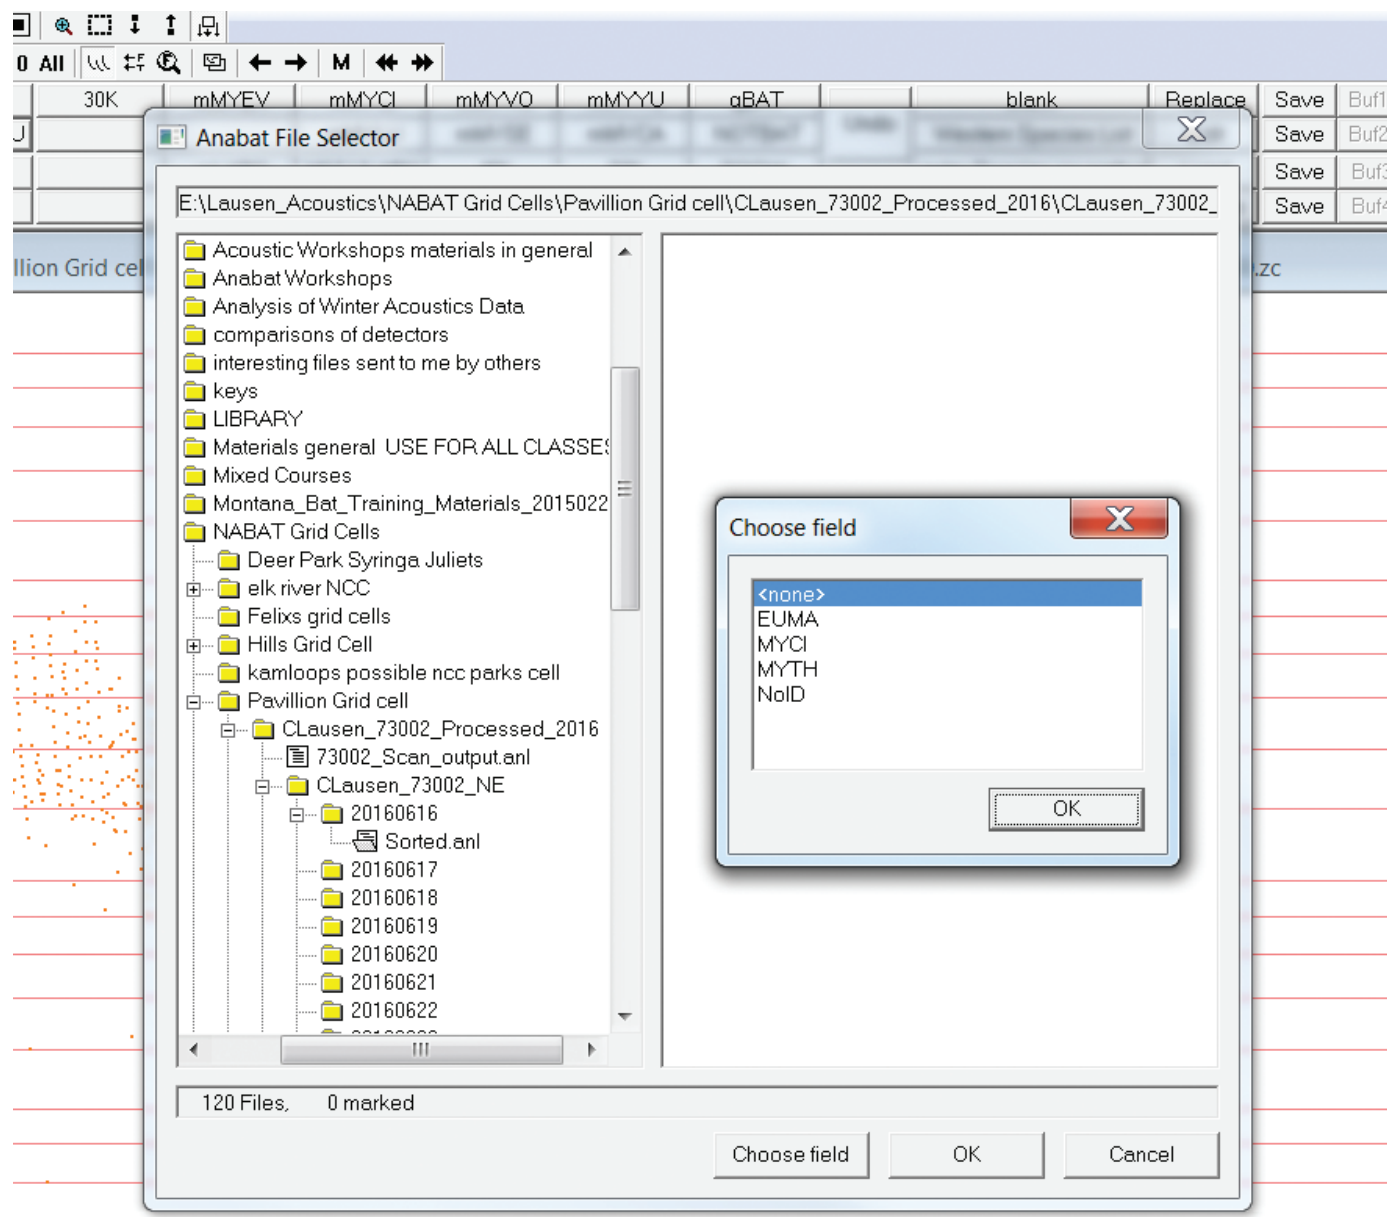 0 All M
30K mMYEV mMYCI mMYVO mMYYU qBAT blank Replace Save Buf1
Anabat File Selector
Save Buf2
Save Buf3
Save Buf4
E:\Lausen_Acoustics\NABAT Grid Cells\Pavillion Grid cell\CLausen_73002_Processed_2016\CLausen_73002_
llion Grid cel
.zc
Acoustic Workshops materials in general
Anabat Workshops
Analysis of Winter Acoustics Data
comparisons of detectors
interesting files sent to me by others
keys
LIBRARY
Materials general USE FOR ALL CLASSES
Mixed Courses
Montana_Bat_Training_Materials_2015022
NABAT Grid Cells
Deer Park Syringa Juliets
elk river NCC
Felixs grid cells
Hills Grid Cell
kamloops possible ncc parks cell
Pavillion Grid cell
CLausen_73002_Processed_2016
73002_Scan_output.anl
CLausen_73002_NE
20160616
Sorted.anl
20160617
20160618
20160619
20160620
20160621
20160622
Choose field
<none>
EUMA
MYCI
MYTH
NoID
OK
120 Files, 0 marked
Choose field OK Cancel